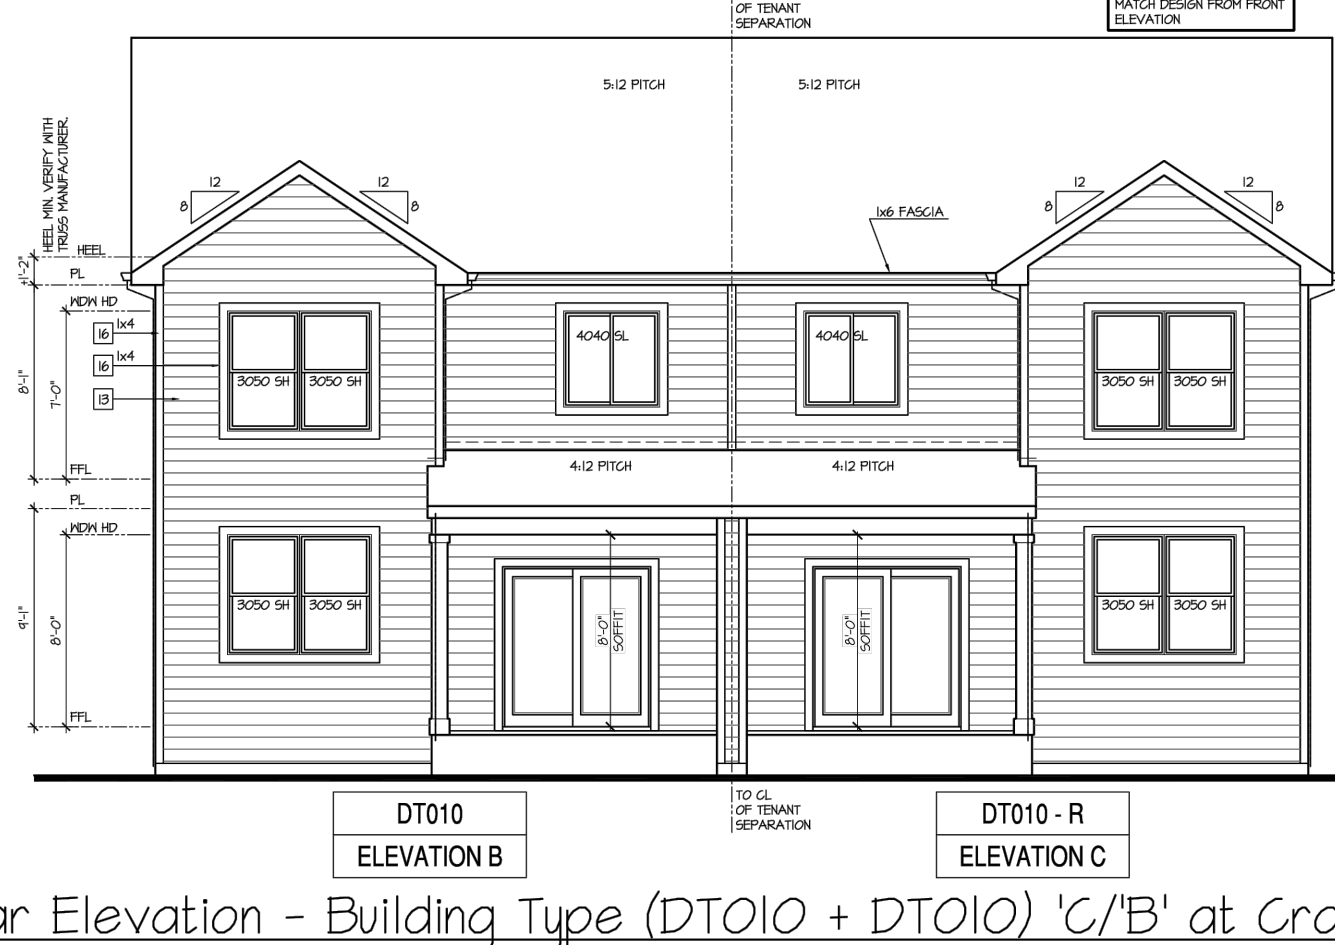 OF TENANT
SEPARATION
MATCH DESIGN FROM FRONT
ELEVATION
5:12 PITCH
5:12 PITCH
HEEL MIN. VERIFY WITH
TRUSS MANUFACTURER.
12
8
12
8
1x6 FASCIA
12
8
12
8
HEEL
±1'-2"
PL
WDW HD
16
1x4
16
1x4
13
8'-1"
7'-0"
3050 SH
3050 SH
4040 SL
4040 SL
3050 SH
3050 SH
FFL
4:12 PITCH
4:12 PITCH
PL
WDW HD
9'-1"
8'-0"
3050 SH
3050 SH
8'-0"
SOFFIT
8'-0"
SOFFIT
3050 SH
3050 SH
FFL
TO CL
OF TENANT
SEPARATION
DT010
ELEVATION B
DT010 - R
ELEVATION C
ar Elevation - Building Type (DT010 + DT010) 'C/'B' at Cra